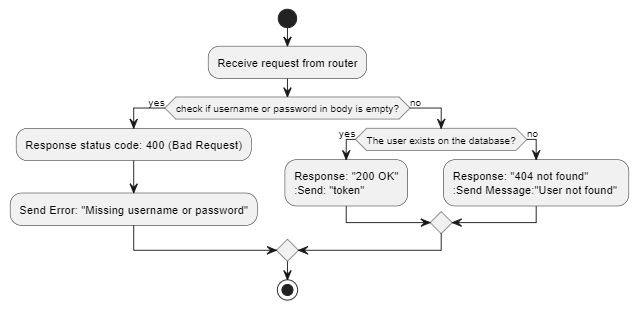 Receive request from router
yes
check if username or password in body is empty?
no
Response status code: 400 (Bad Request)
yes
The user exists on the database?
no
Response: "200 OK"
:Send: "token"
Response: "404 not found"
:Send Message:"User not found"
Send Error: "Missing username or password"